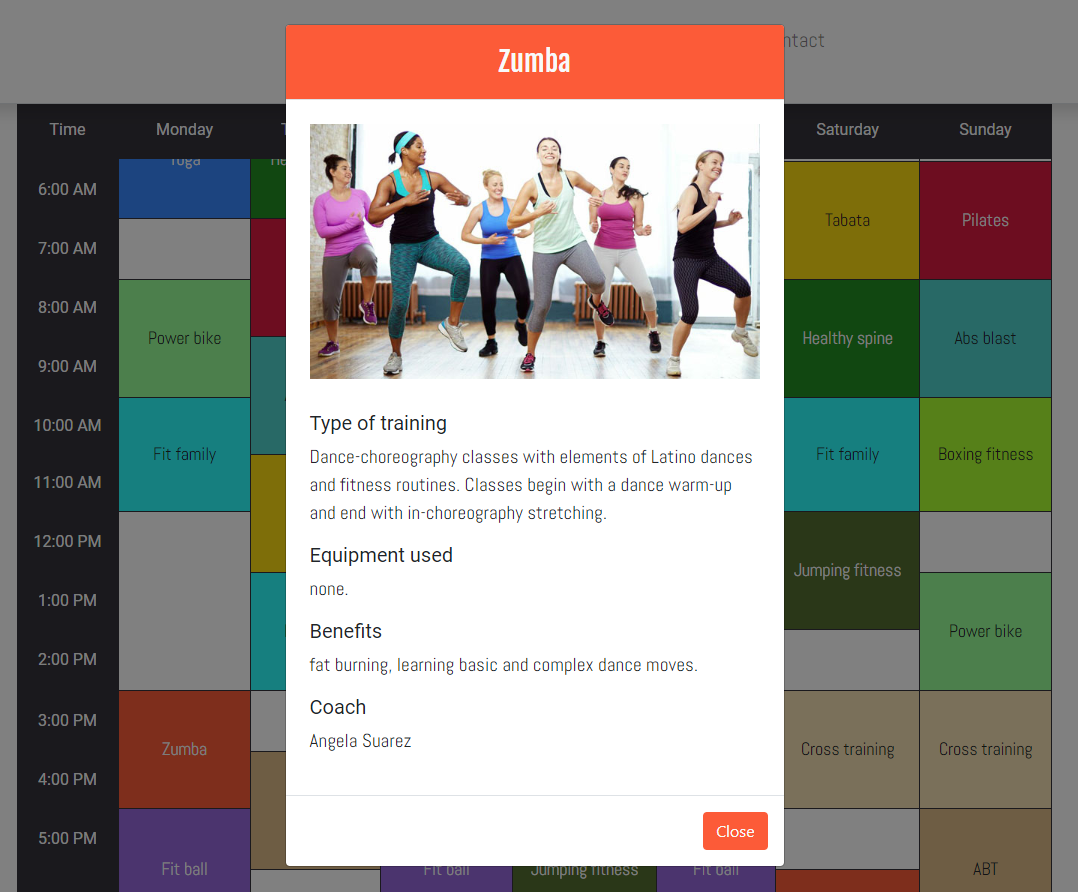 ntact
Zumba
Time Monday Saturday Sunday
Yoga
6:00 AM
Tabata Pilates
7:00 AM
8:00 AM
Power bike Healthy spine Abs blast
9:00 AM
10:00 AM
Fit family Fit family Boxing fitness
11:00 AM
12:00 PM
Jumping fitness
1:00 PM
Power bike
2:00 PM
3:00 PM
Zumba Cross training Cross training
4:00 PM
5:00 PM
Fit ball Fit ball Jumping fitness Fit ball ABT
Type of training
Dance-choreography classes with elements of Latino dances
and fitness routines. Classes begin with a dance warm-up
and end with in-choreography stretching.
Equipment used
none.
Benefits
fat burning, learning basic and complex dance moves.
Coach
Angela Suarez
Close